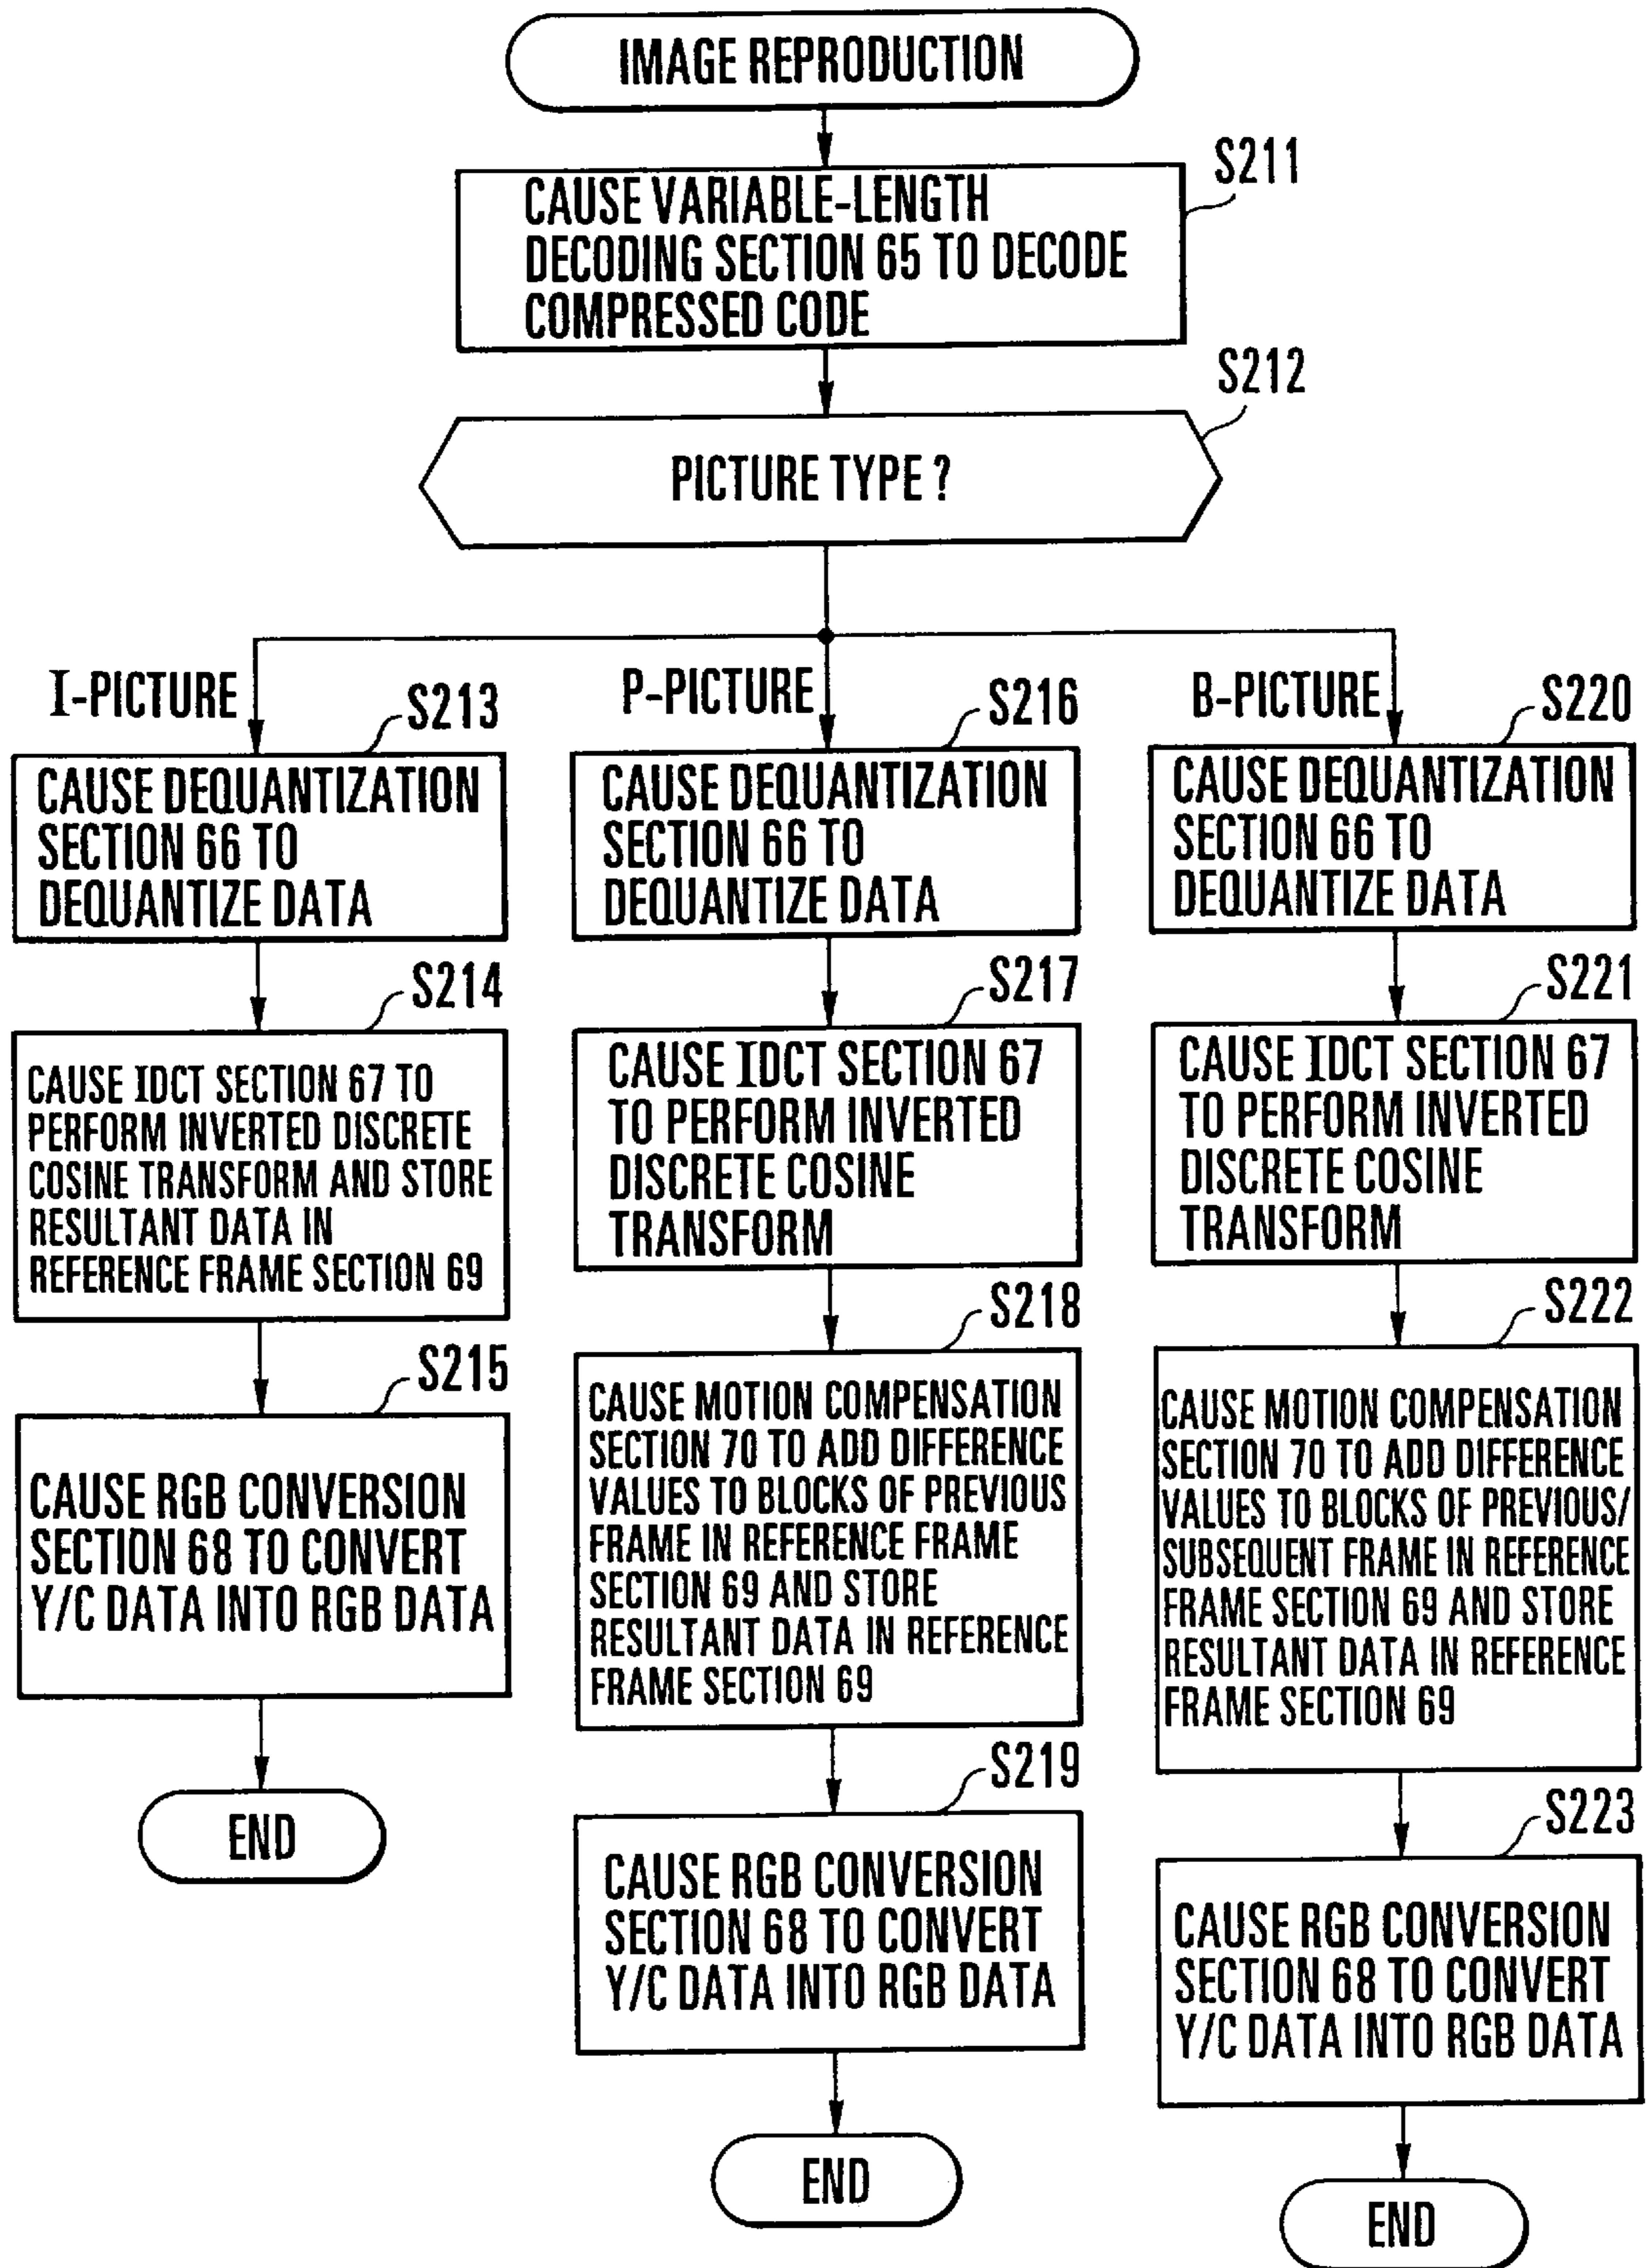 IMAGE REPRODUCTION
S211
CAUSE VARIABLE-LENGTH
DECODING SECTION 65 TO DECODE
COMPRESSED CODE
S212
PICTURE TYPE ?
I-PICTURE
S213
CAUSE DEQUANTIZATION
SECTION 66 TO
DEQUANTIZE DATA
S214
CAUSE IDCT SECTION 67 TO
PERFORM INVERTED DISCRETE
COSINE TRANSFORM AND STORE
RESULTANT DATA IN
REFERENCE FRAME SECTION 69
S215
CAUSE RGB CONVERSION
SECTION 68 TO CONVERT
Y/C DATA INTO RGB DATA
END
P-PICTURE
S216
CAUSE DEQUANTIZATION
SECTION 66 TO
DEQUANTIZE DATA
S217
CAUSE IDCT SECTION 67
TO PERFORM INVERTED
DISCRETE COSINE
TRANSFORM
S218
CAUSE MOTION COMPENSATION
SECTION 70 TO ADD DIFFERENCE
VALUES TO BLOCKS OF PREVIOUS
FRAME IN REFERENCE FRAME
SECTION 69 AND STORE
RESULTANT DATA IN REFERENCE
FRAME SECTION 69
S219
CAUSE RGB CONVERSION
SECTION 68 TO CONVERT
Y/C DATA INTO RGB DATA
END
B-PICTURE
S220
CAUSE DEQUANTIZATION
SECTION 66 TO
DEQUANTIZE DATA
S221
CAUSE IDCT SECTION 67
TO PERFORM INVERTED
DISCRETE COSINE
TRANSFORM
S222
CAUSE MOTION COMPENSATION
SECTION 70 TO ADD DIFFERENCE
VALUES TO BLOCKS OF PREVIOUS/
SUBSEQUENT FRAME IN REFERENCE
FRAME SECTION 69 AND STORE
RESULTANT DATA IN REFERENCE
FRAME SECTION 69
S223
CAUSE RGB CONVERSION
SECTION 68 TO CONVERT
Y/C DATA INTO RGB DATA
END